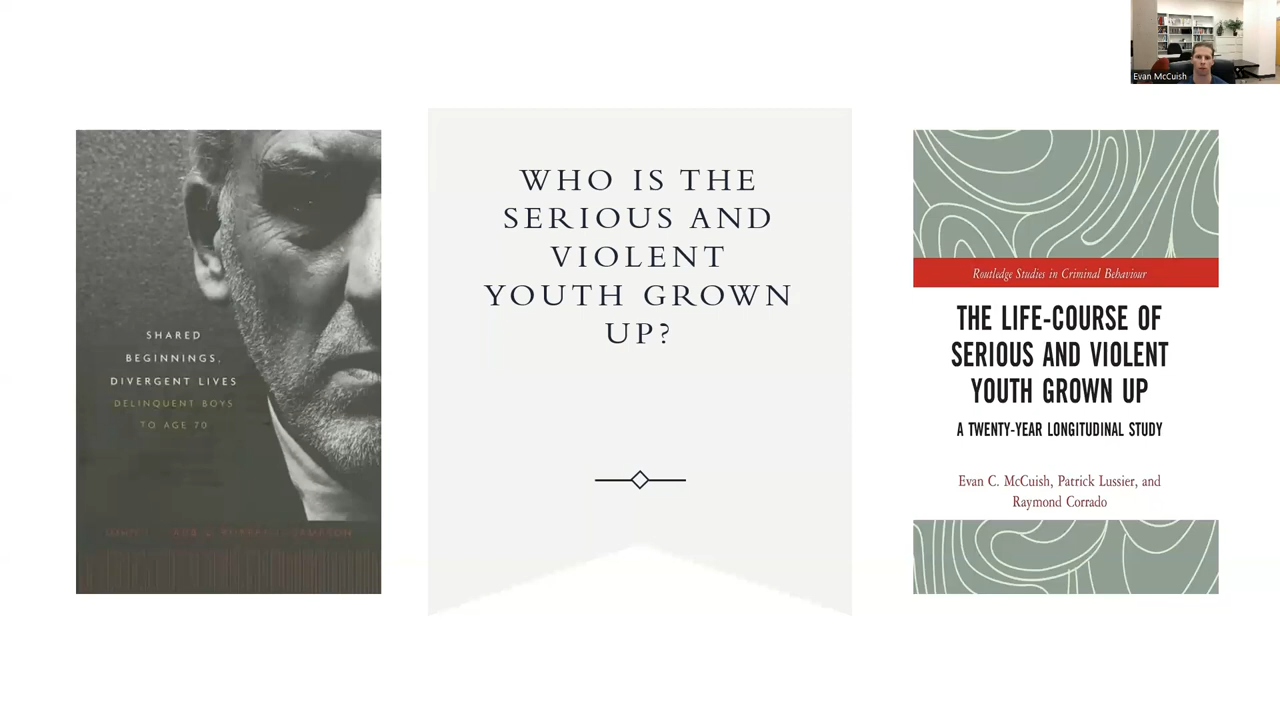 Evan McCuish
SHARED
BEGINNINGS,
DIVERGENT LIVES
DELINQUENT BOYS
TO AGE 70
WHO IS THE
SERIOUS AND
VIOLENT
YOUTH GROWN
UP?
Routledge Studies in Criminal Behaviour
THE LIFE-COURSE OF
SERIOUS AND VIOLENT
YOUTH GROWN UP
A TWENTY-YEAR LONGITUDINAL STUDY
Evan C. McCuish, Patrick Lussier, and
Raymond Corrado